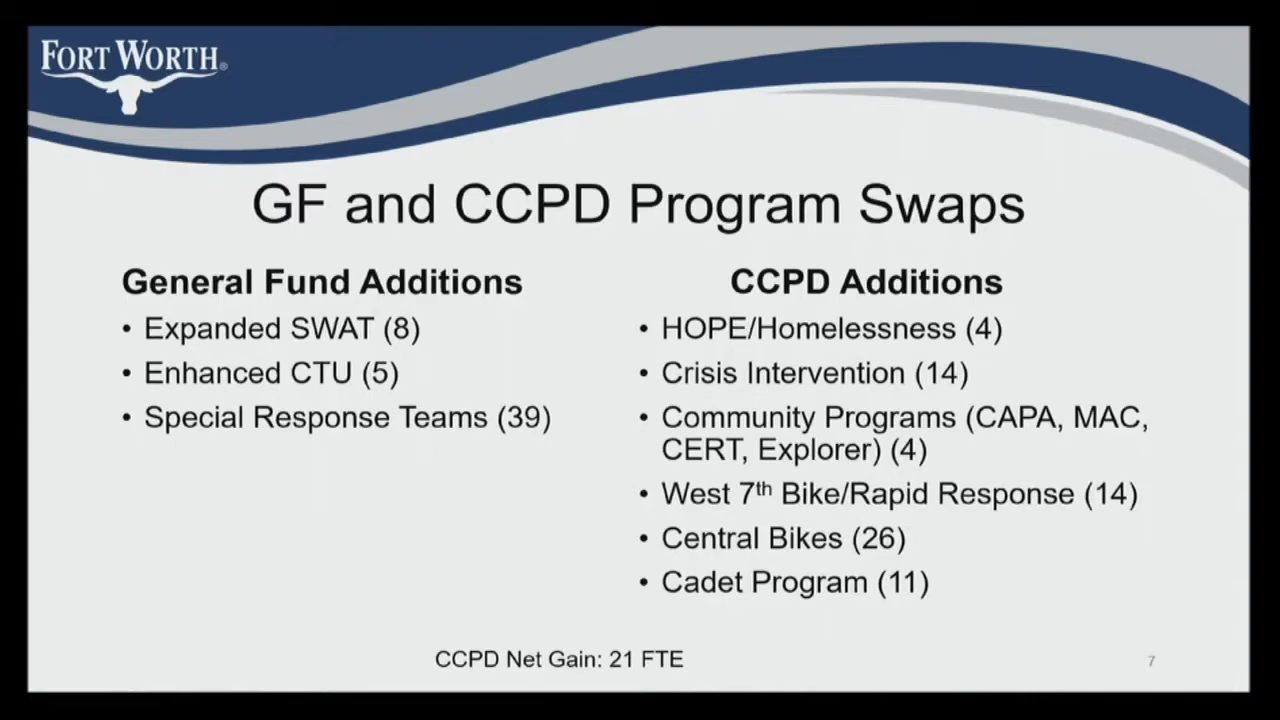 FORT WORTH®
GF and CCPD Program Swaps
General Fund Additions
• Expanded SWAT (8)
• Enhanced CTU (5)
• Special Response Teams (39)
CCPD Additions
• HOPE/Homelessness (4)
• Crisis Intervention (14)
• Community Programs (CAPA, MAC,
CERT, Explorer) (4)
• West 7th Bike/Rapid Response (14)
• Central Bikes (26)
• Cadet Program (11)
CCPD Net Gain: 21 FTE
7